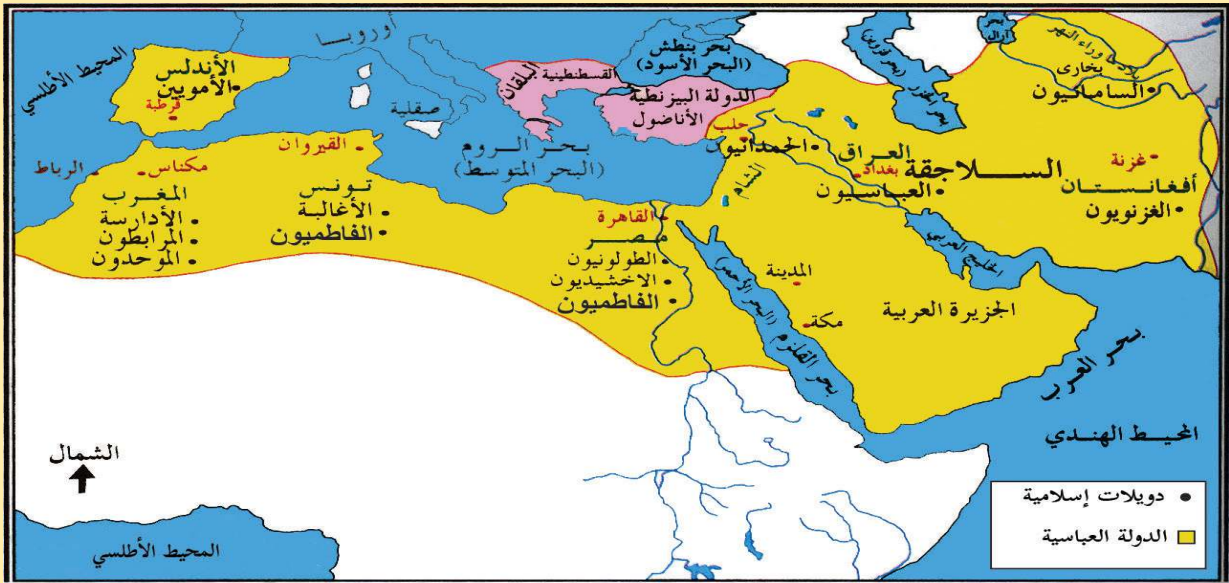 أوروبا
المحيط الأطلسي
الأندلس
الأمويين
قرطبة
صقلية
البلقان
القسطنطينية
بحر بنطش
(البحر الأسود)
الدولة البيزنطية
الأناضول
بحر الخزر (بحر قزوين)
بحر
آرال
بلاد ما وراء النهر
بخارى
السامانيون
الرباط
مكناس
المغرب
الأدارسة
المرابطون
الموحدون
القيروان
تونس
الأغالبة
الفاطميون
بحر الروم
(البحر المتوسط)
حلب
الحمدانيون
الشام
العراق
بغداد
العباسيون
السلاجقة
غزنة
أفغانستان
الغزنويون
القاهرة
مصر
الطولونيون
الاخشيديون
الفاطميون
المدينة
مكة
بحر القلزم (البحر الأحمر)
الخليج العربي
الجزيرة العربية
بحر العرب
المحيط الهندي
الشمال
المحيط الأطلسي
دويلات إسلامية
الدولة العباسية